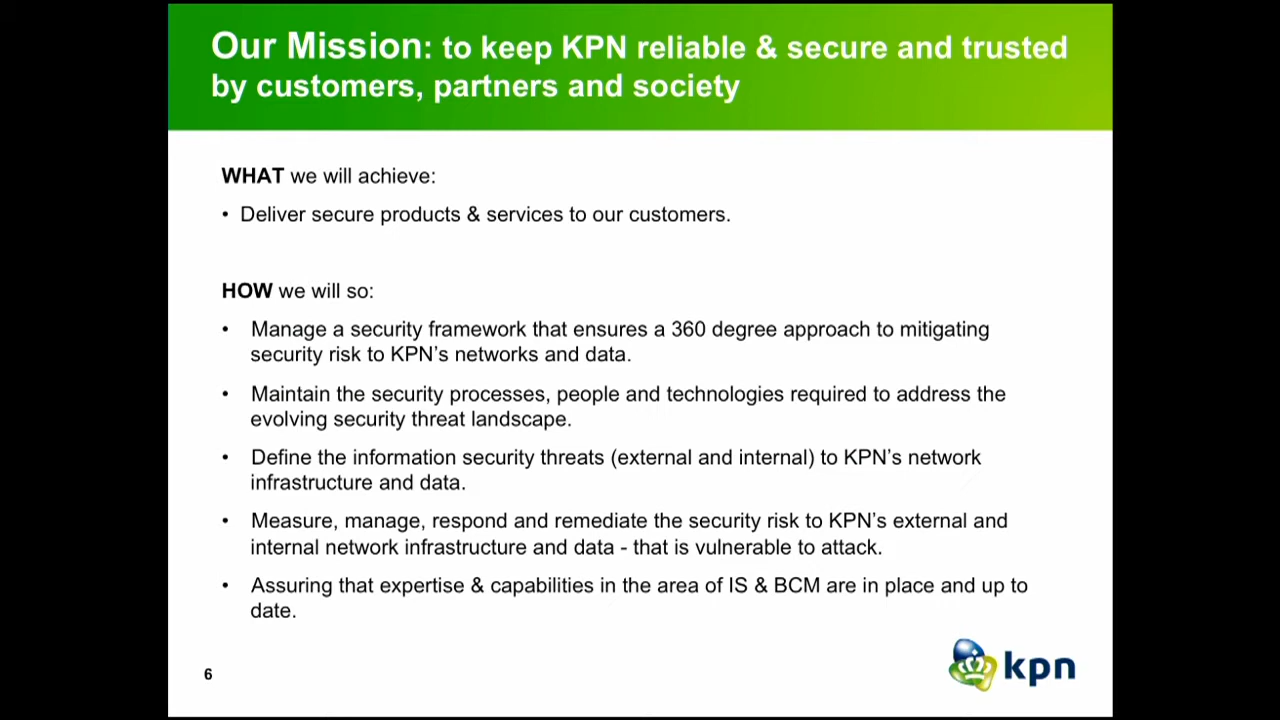 Our Mission: to keep KPN reliable & secure and trusted
by customers, partners and society
WHAT we will achieve:
• Deliver secure products & services to our customers.
HOW we will so:
• Manage a security framework that ensures a 360 degree approach to mitigating
security risk to KPN’s networks and data.
• Maintain the security processes, people and technologies required to address the
evolving security threat landscape.
• Define the information security threats (external and internal) to KPN’s network
infrastructure and data.
• Measure, manage, respond and remediate the security risk to KPN’s external and
internal network infrastructure and data - that is vulnerable to attack.
• Assuring that expertise & capabilities in the area of IS & BCM are in place and up to
date.
6
kpn